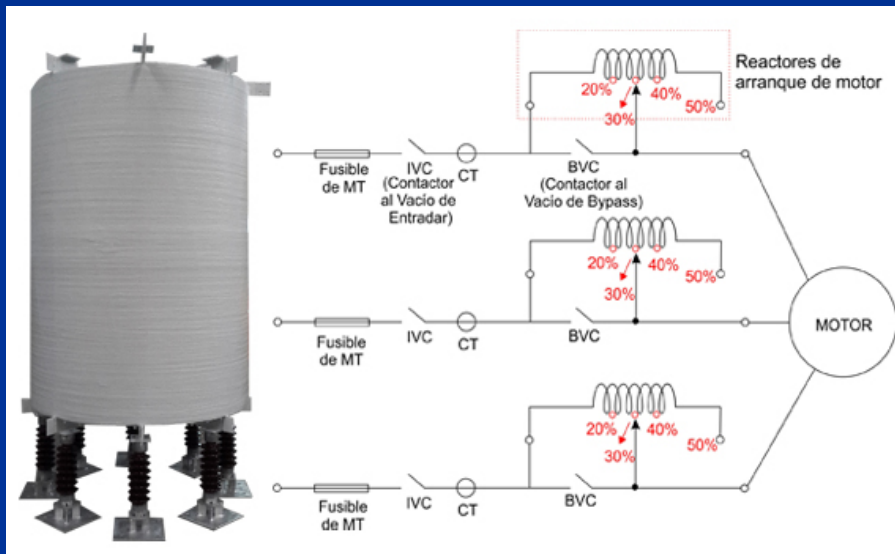 Reactores de
arranque de motor
20%
30%
40%
50%
Fusible
de MT
IVC
(Contactor
al Vacio de
Entradar)
CT
BVC
(Contactor al
Vacio de Bypass)
20%
30%
40%
50%
Fusible
de MT
IVC
CT
BVC
MOTOR
20%
30%
40%
50%
Fusible
de MT
IVC
CT
BVC